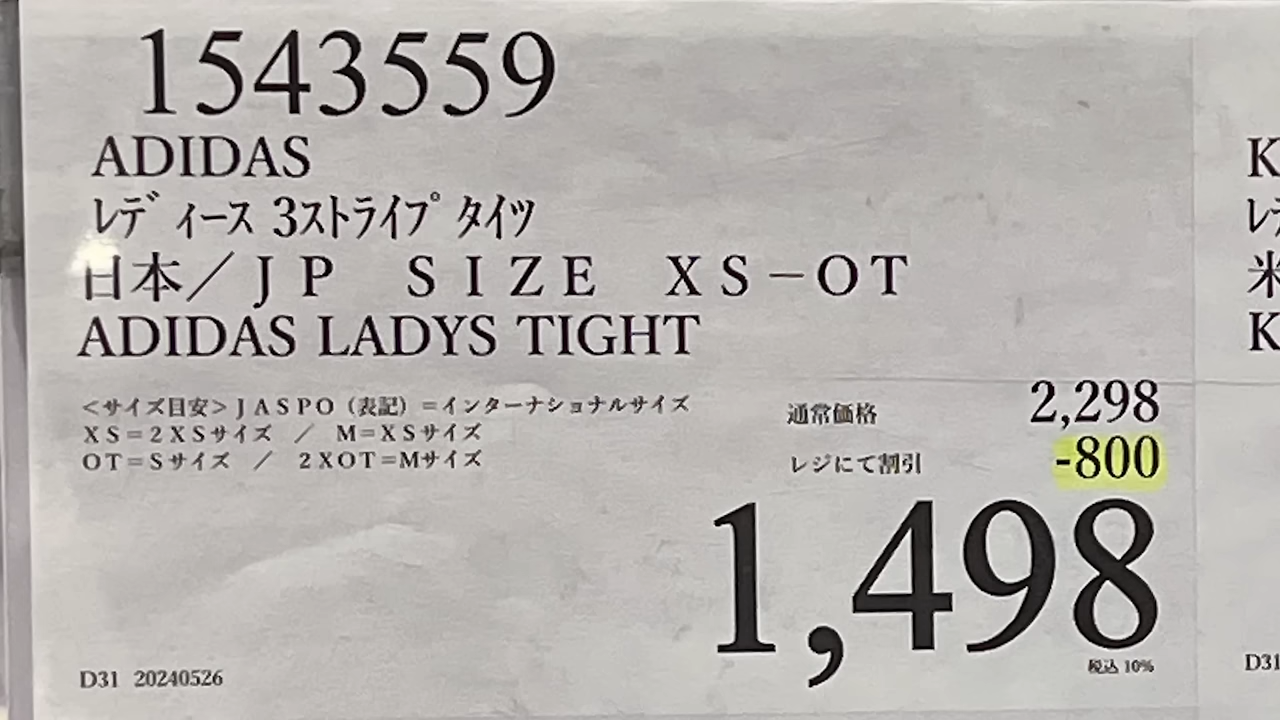 1543559
ADIDAS
ﾚﾃﾞｨｰｽ 3ｽﾄﾗｲﾌﾟﾀｲﾂ
日本／ＪＰ　ＳＩＺＥ　ＸＳ－ＯＴ
ADIDAS LADYS TIGHT
＜サイズ目安＞ＪＡＳＰＯ（表記）＝インターナショナルサイズ
ＸＳ＝２ＸＳサイズ　／　Ｍ＝ＸＳサイズ
ＯＴ＝Ｓサイズ　／　２ＸＯＴ＝Ｍサイズ
通常価格 2,298
レジにて割引 -800
1,498
税込 10%
D31 20240526
K
ﾚﾃﾞ
米
K
D31